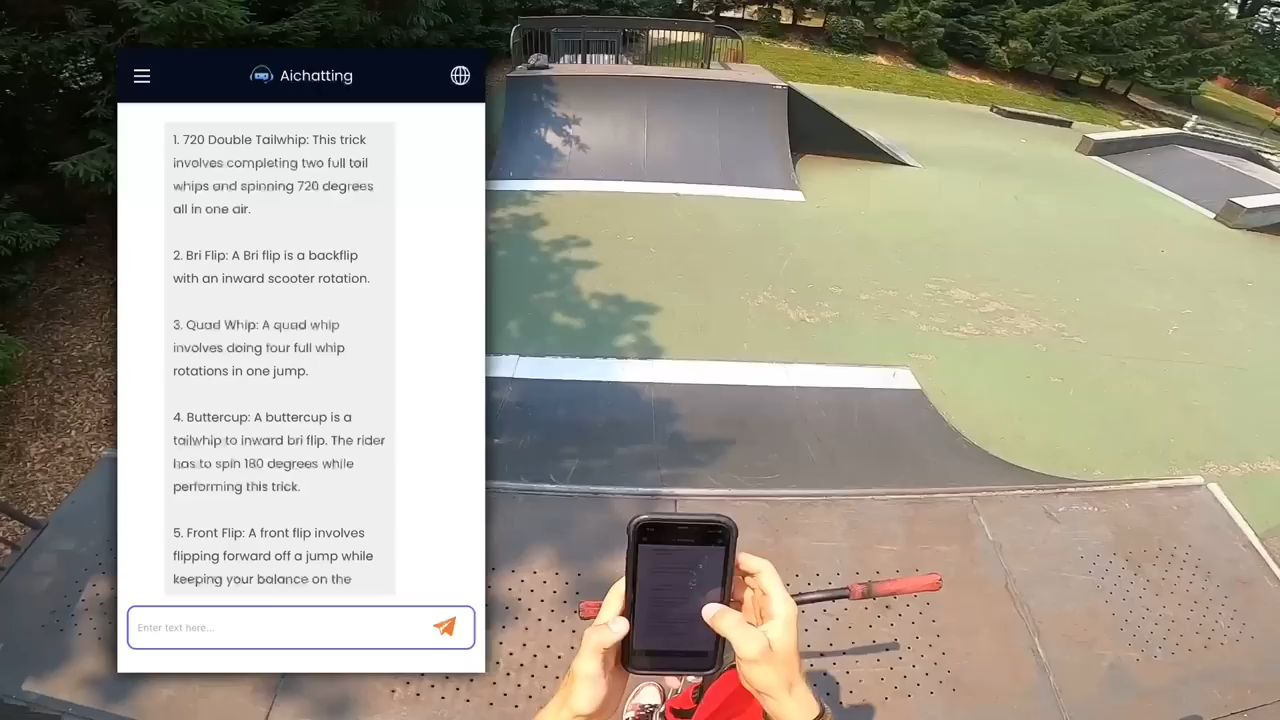 Aichatting
1. 720 Double Tailwhip: This trick
involves completing two full tail
whips and spinning 720 degrees
all in one air.
2. Bri Flip: A Bri flip is a backflip
with an inward scooter rotation.
3. Quad Whip: A quad whip
involves doing four full whip
rotations in one jump.
4. Buttercup: A buttercup is a
tailwhip to inward bri flip. The rider
has to spin 180 degrees while
performing this trick.
5. Front Flip: A front flip involves
flipping forward off a jump while
keeping your balance on the
Enter text here...